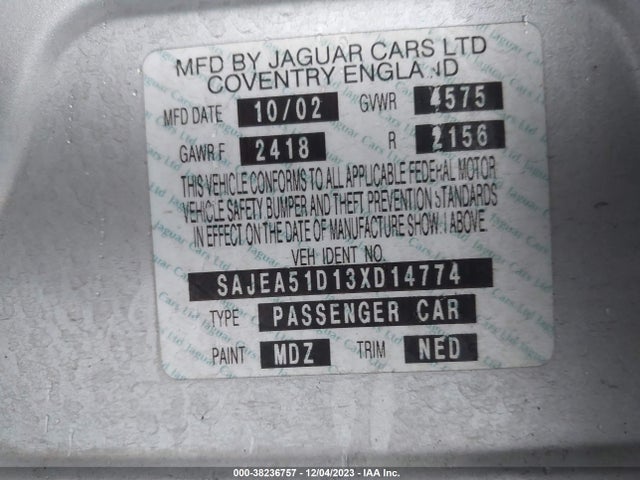 MFD BY JAGUAR CARS LTD
COVENTRY ENGLAND
MFD DATE 10/02 GVWR 4575
GAWR F 2418 R 2156
THIS VEHICLE CONFORMS TO ALL APPLICABLE FEDERAL MOTOR
VEHICLE SAFETY BUMPER AND THEFT PREVENTION STANDARDS
IN EFFECT ON THE DATE OF MANUFACTURE SHOWN ABOVE.
VEH IDENT NO.
SAJEA51D13XD14774
TYPE PASSENGER CAR
PAINT MDZ TRIM NED
000-38236757 - 12/04/2023 - IAA Inc.